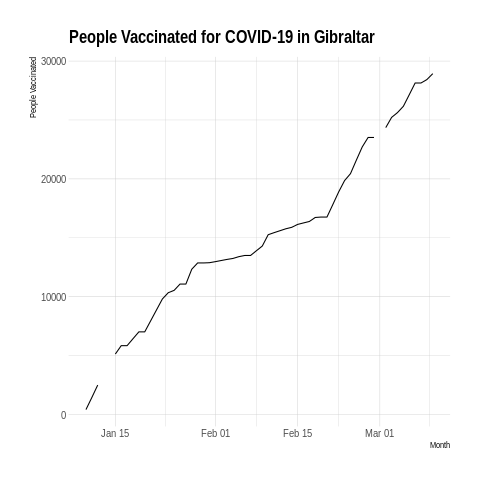 People Vaccinated for COVID-19 in Gibraltar
People Vaccinated
30000
20000
10000
0
Jan 15 Feb 01 Feb 15 Mar 01
Month